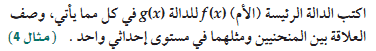 اكتب الدالة الرئيسة (الأم) f(x) للدالة g(x) في كل مما يأتي، وصف
العلاقة بين المنحنيين ومثلهما في مستوى إحداثي واحد . (مثال 4)